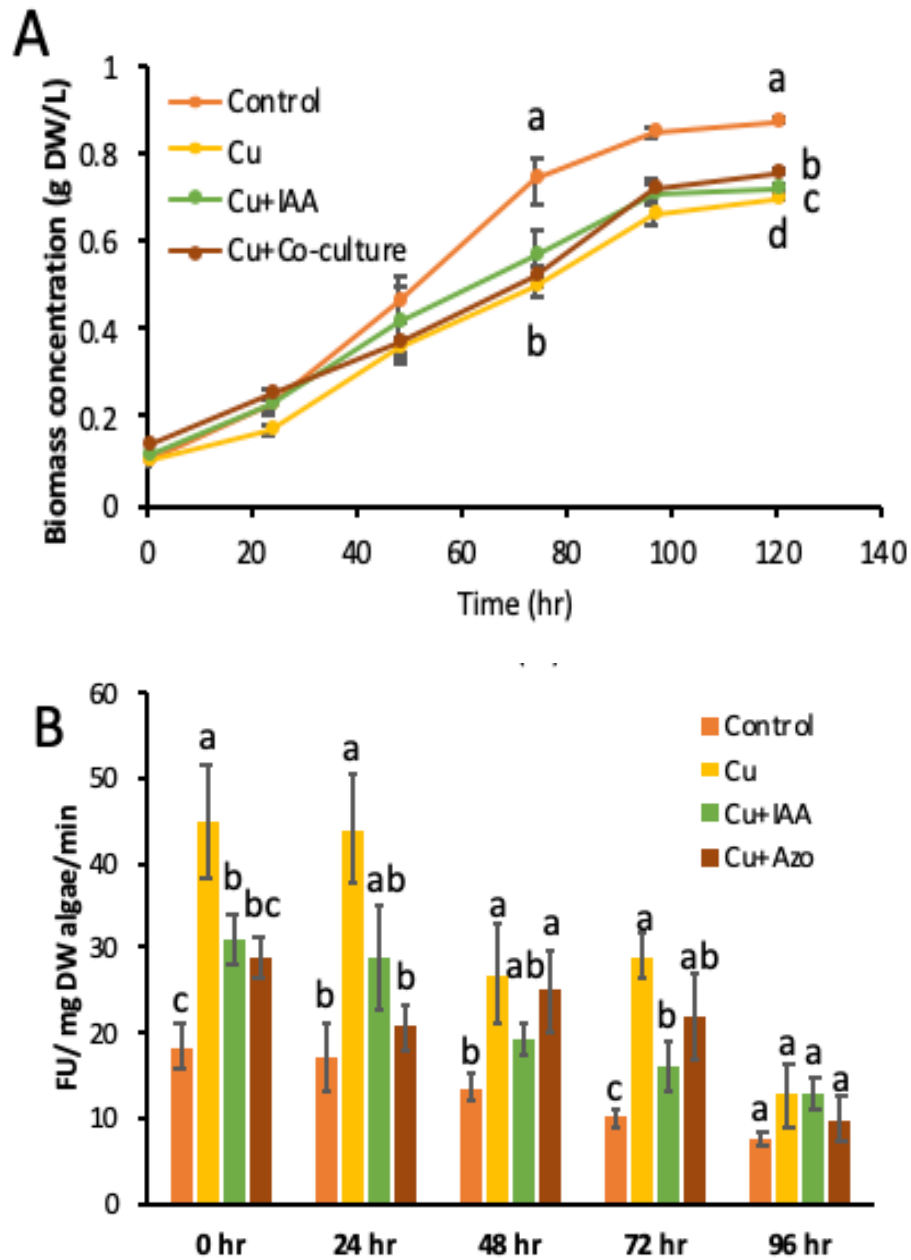 A
Biomass concentration (g DW/L)
1
0.8
0.6
0.4
0.2
0
Control
Cu
Cu+IAA
Cu+Co-culture
a
a
b
c
d
b
0 20 40 60 80 100 120 140
Time (hr)
B
FU/ mg DW algae/min
60
50
40
30
20
10
0
Control
Cu
Cu+IAA
Cu+Azo
c a b bc
b a ab b
b a ab a
c a b ab
a a a a
0 hr 24 hr 48 hr 72 hr 96 hr